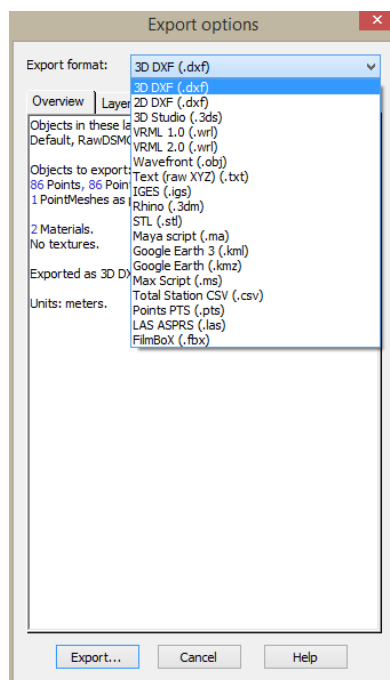 Export options
Export format:
3D DXF (.dxf)
3D DXF (.dxf)
2D DXF (.dxf)
3D Studio (.3ds)
VRML 1.0 (.wrl)
VRML 2.0 (.wrl)
Wavefront (.obj)
Text (raw XYZ) (.txt)
IGES (.igs)
Rhino (.3dm)
STL (.stl)
Maya script (.ma)
Google Earth 3 (.kml)
Google Earth (.kmz)
Max Script (.ms)
Total Station CSV (.csv)
Points PTS (.pts)
LAS ASPRS (.las)
FilmBoX (.fbx)
Overview Layer
Objects in these la
Default, RawDSM
Objects to export:
86 Points, 86 Poin
1 PointMeshes as
2 Materials.
No textures.
Exported as 3D D
Units: meters.
Export... Cancel Help